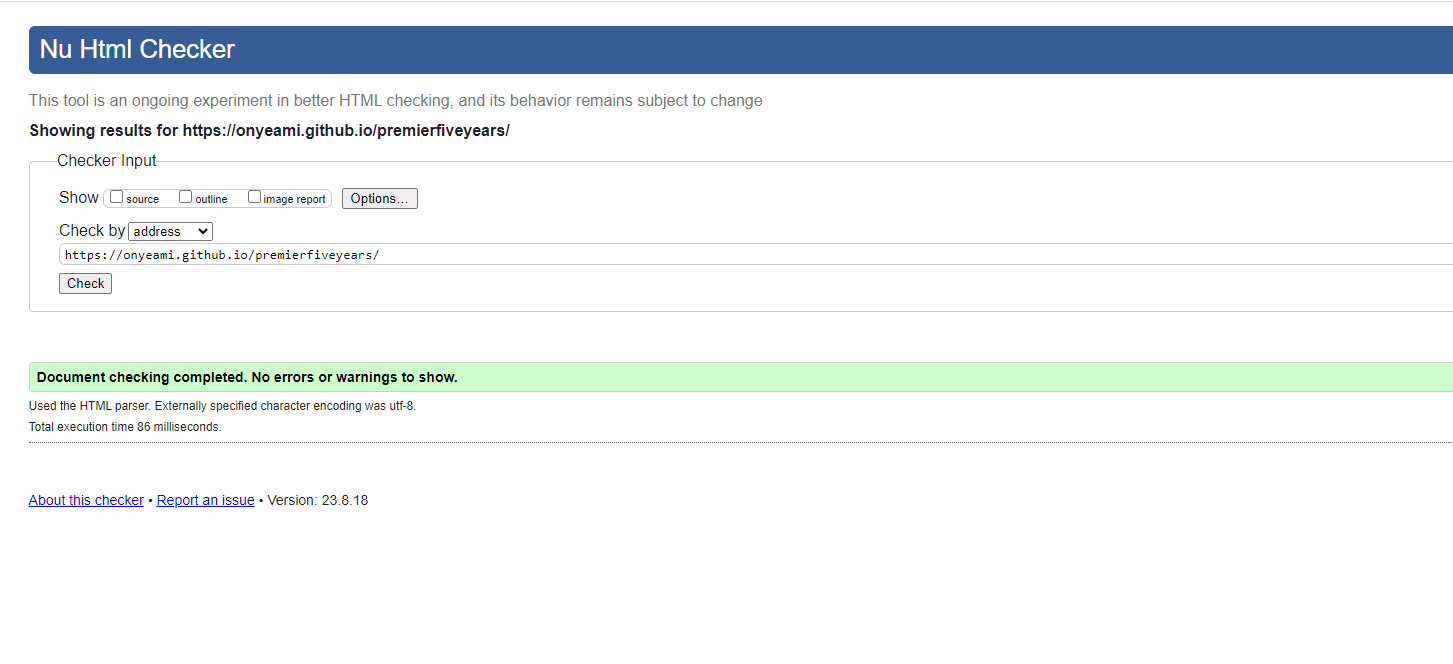 Nu Html Checker
This tool is an ongoing experiment in better HTML checking, and its behavior remains subject to change
Showing results for https://onyeami.github.io/premierfiveyears/
Checker Input
Show source outline image report Options...
Check by address
https://onyeami.github.io/premierfiveyears/
Check
Document checking completed. No errors or warnings to show.
Used the HTML parser. Externally specified character encoding was utf-8.
Total execution time 86 milliseconds.
About this checker • Report an issue • Version: 23.8.18